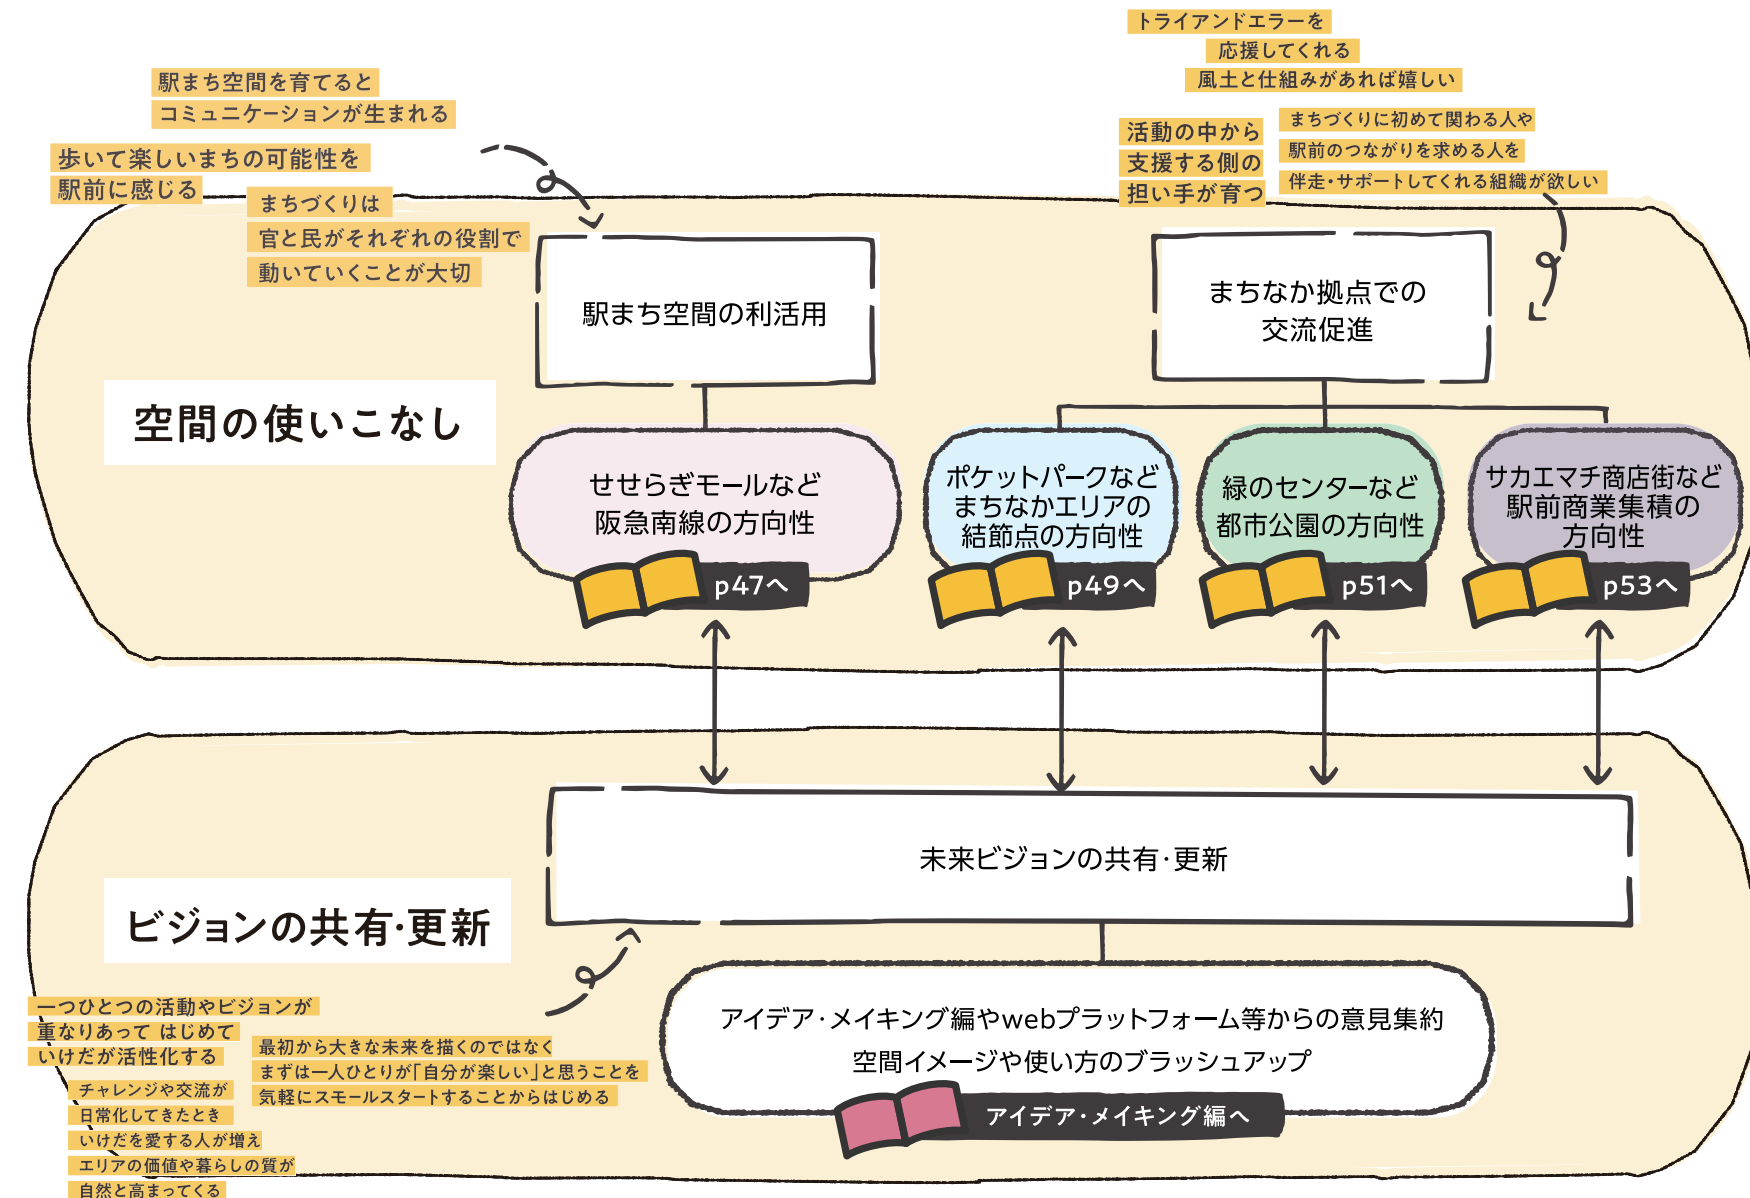 駅まち空間を育てると
コミュニケーションが生まれる
歩いて楽しいまちの可能性を
駅前に感じる
まちづくりは
官と民がそれぞれの役割で
動いていくことが大切
トライアンドエラーを
応援してくれる
風土と仕組みがあれば嬉しい
活動の中から
支援する側の
担い手が育つ
まちづくりに初めて関わる人や
駅前のつながりを求める人を
伴走・サポートしてくれる組織が欲しい
空間の使いこなし
駅まち空間の利活用
まちなか拠点での
交流促進
せせらぎモールなど
阪急南線の方向性
p47へ
ポケットパークなど
まちなかエリアの
結節点の方向性
p49へ
緑のセンターなど
都市公園の方向性
p51へ
サカエマチ商店街など
駅前商業集積の
方向性
p53へ
ビジョンの共有・更新
未来ビジョンの共有・更新
アイデア・メイキング編やwebプラットフォーム等からの意見集約
空間イメージや使い方のブラッシュアップ
アイデア・メイキング編へ
一つひとつの活動やビジョンが
重なりあって はじめて
いけだが活性化する
最初から大きな未来を描くのではなく
まずは一人ひとりが「自分が楽しい」と思うことを
気軽にスモールスタートすることからはじめる
チャレンジや交流が
日常化してきたとき
いけだを愛する人が増え
エリアの価値や暮らしの質が
自然と高まってくる